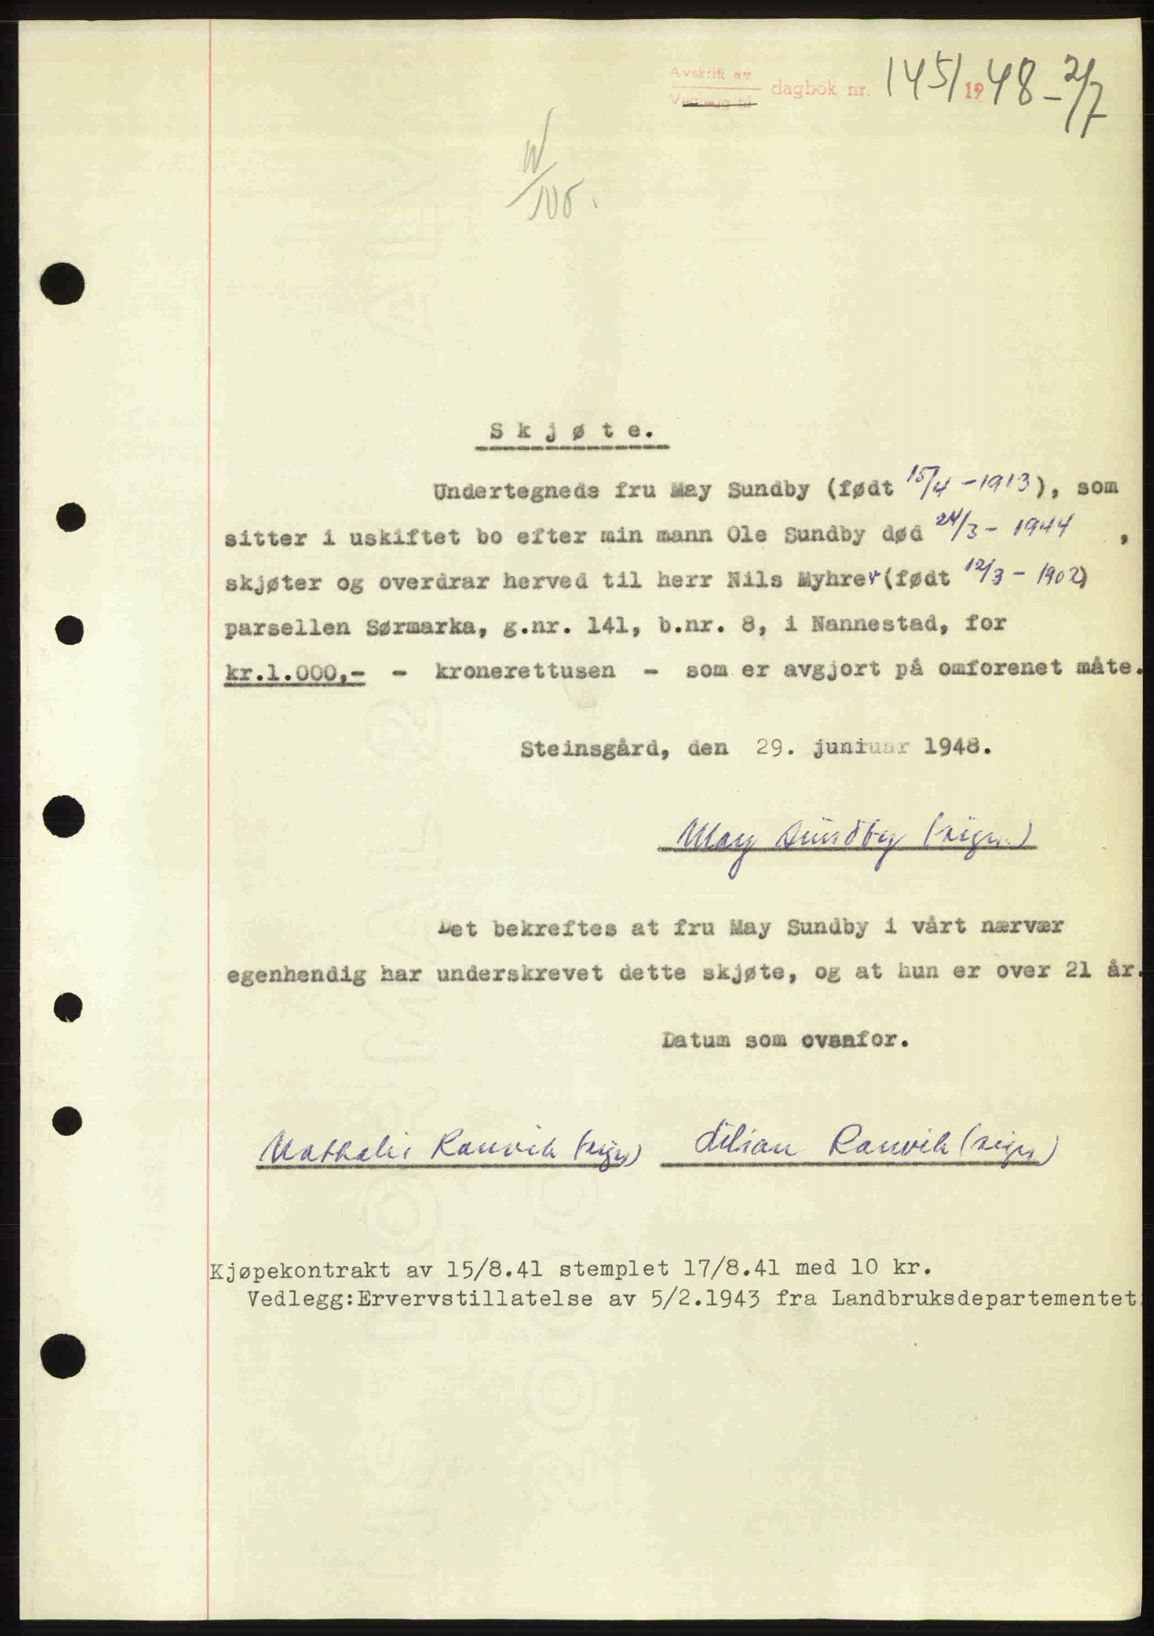 Avskrift av
Vedlegg til
dagbok nr. 1451 1948 - 2/7
S k j ø t e.
Undertegnede fru May Sundby (født 15/4 - 1913), som
sitter i uskiftet bo efter min mann Ole Sundby død 24/3 - 1944 ,
skjøter og overdrar herved til herr Nils Myhrer (født 12/3 - 1902)
parsellen Sørmarka, g.nr. 141, b.nr. 8, i Nannestad, for
kr.1.000,- - kronerettusen - som er avgjort på omforenet måte.
Steinsgård, den 29. juniuar 1948.
May Sundby (sign)
Det bekreftes at fru May Sundby i vårt nærvær
egenhendig har underskrevet dette skjøte, og at hun er over 21 år.
Datum som ovanfor.
Nathalie Ranvik (sign) Lilian Ranvik (sign)
Kjøpekontrakt av 15/8.41 stemplet 17/8.41 med 10 kr.
Vedlegg:Ervervstillatelse av 5/2.1943 fra Landbruksdepartementet